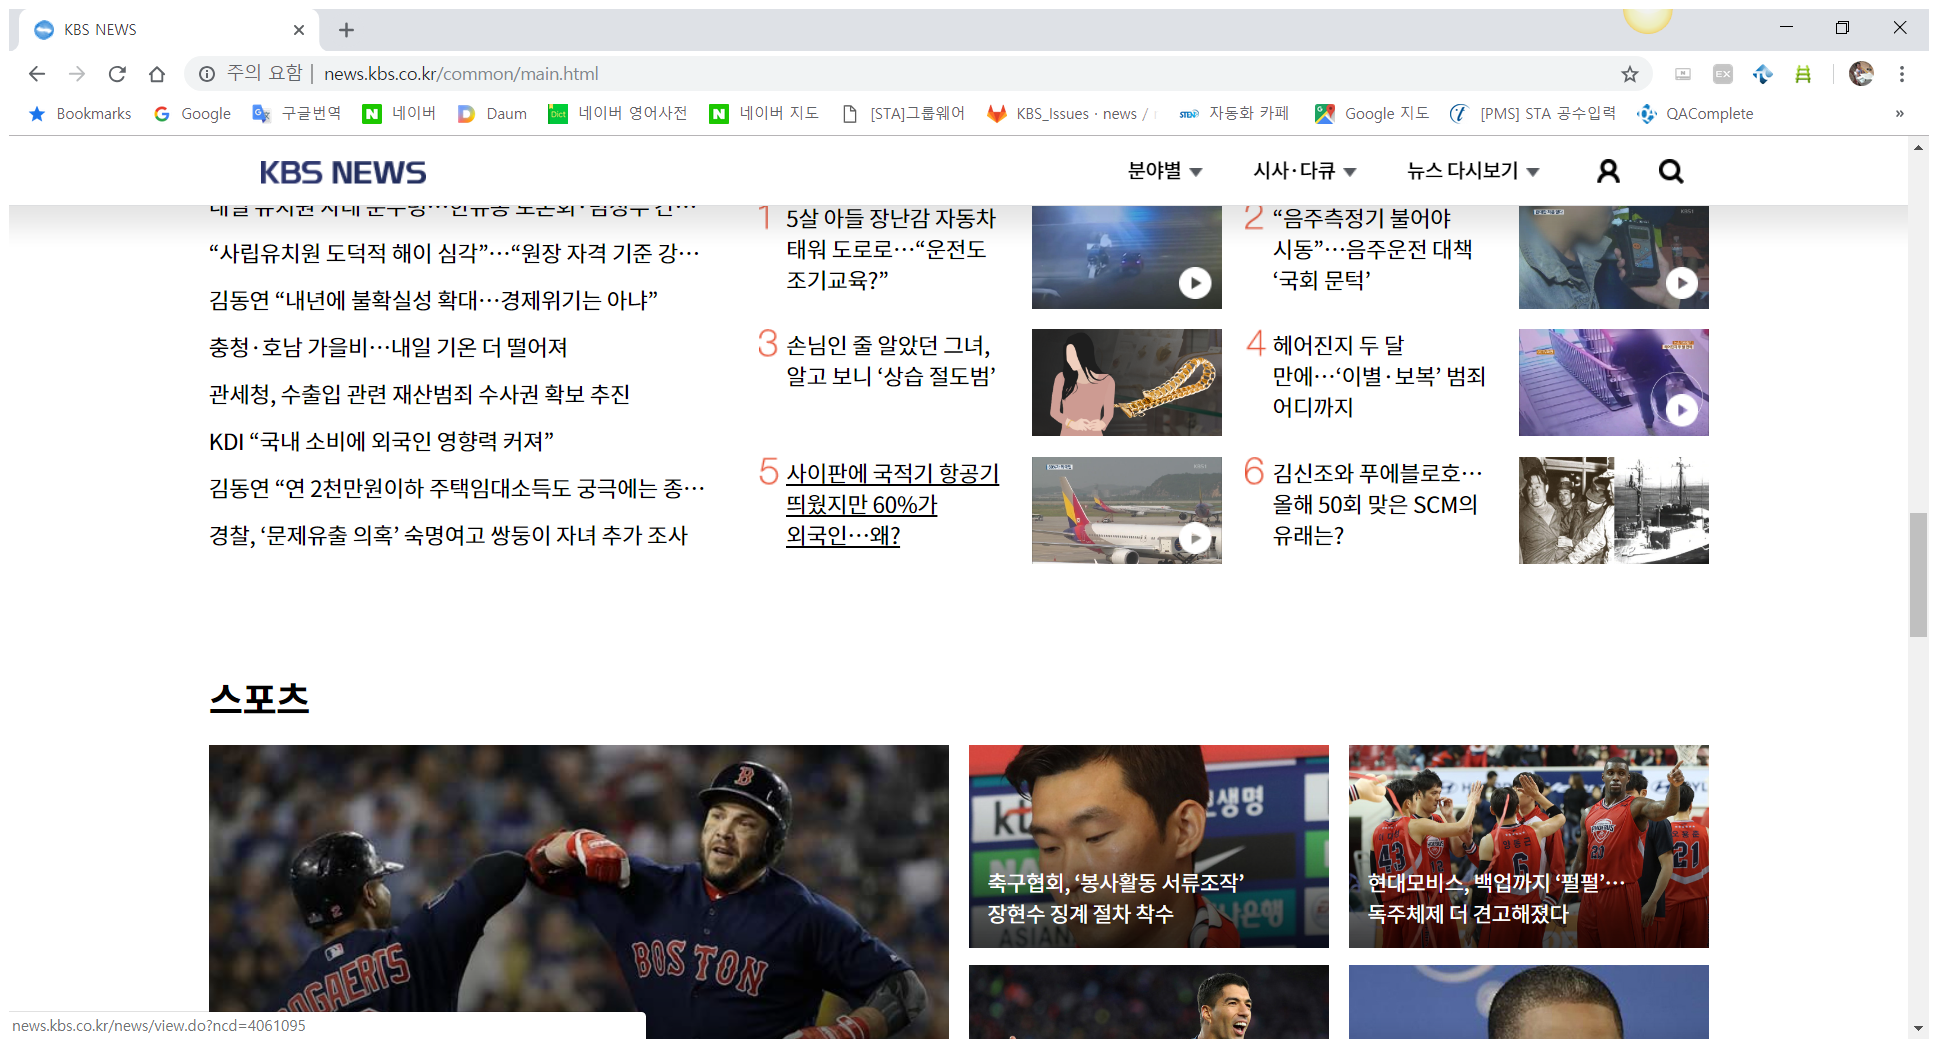 KBS NEWS
주의 요함 | news.kbs.co.kr/common/main.html
EX
Bookmarks
Google
구글번역
네이버
Daum
네이버 영어사전
네이버 지도
[STA]그룹웨어
KBS_Issues · news /
자동화 카페
Google 지도
[PMS] STA 공수입력
QAComplete
»
KBS NEWS
분야별
시사·다큐
뉴스 다시보기
“사립유치원 도덕적 해이 심각”…“원장 자격 기준 강…
김동연 “내년에 불확실성 확대…경제위기는 아냐”
충청·호남 가을비…내일 기온 더 떨어져
관세청, 수출입 관련 재산범죄 수사권 확보 추진
KDI “국내 소비에 외국인 영향력 커져”
김동연 “연 2천만원이하 주택임대소득도 궁극에는 종…
경찰, ‘문제유출 의혹’ 숙명여고 쌍둥이 자녀 추가 조사
1
5살 아들 장난감 자동차
태워 도로로…“운전도
조기교육?”
2
“음주측정기 불어야
시동”…음주운전 대책
‘국회 문턱’
3
손님인 줄 알았던 그녀,
알고 보니 ‘상습 절도범’
4
헤어진지 두 달
만에…‘이별·보복’ 범죄
어디까지
5
사이판에 국적기 항공기
띄웠지만 60%가
외국인…왜?
6
김신조와 푸에블로호…
올해 50회 맞은 SCM의
유래는?
스포츠
B
BOSTON
OGAERTS
2
kt
생명
축구협회, ‘봉사활동 서류조작’
장현수 징계 절차 착수
나은행
ASIAN
43
6
23
21
현대모비스, 백업까지 ‘펄펄’…
독주체제 더 견고해졌다
news.kbs.co.kr/news/view.do?ncd=4061095